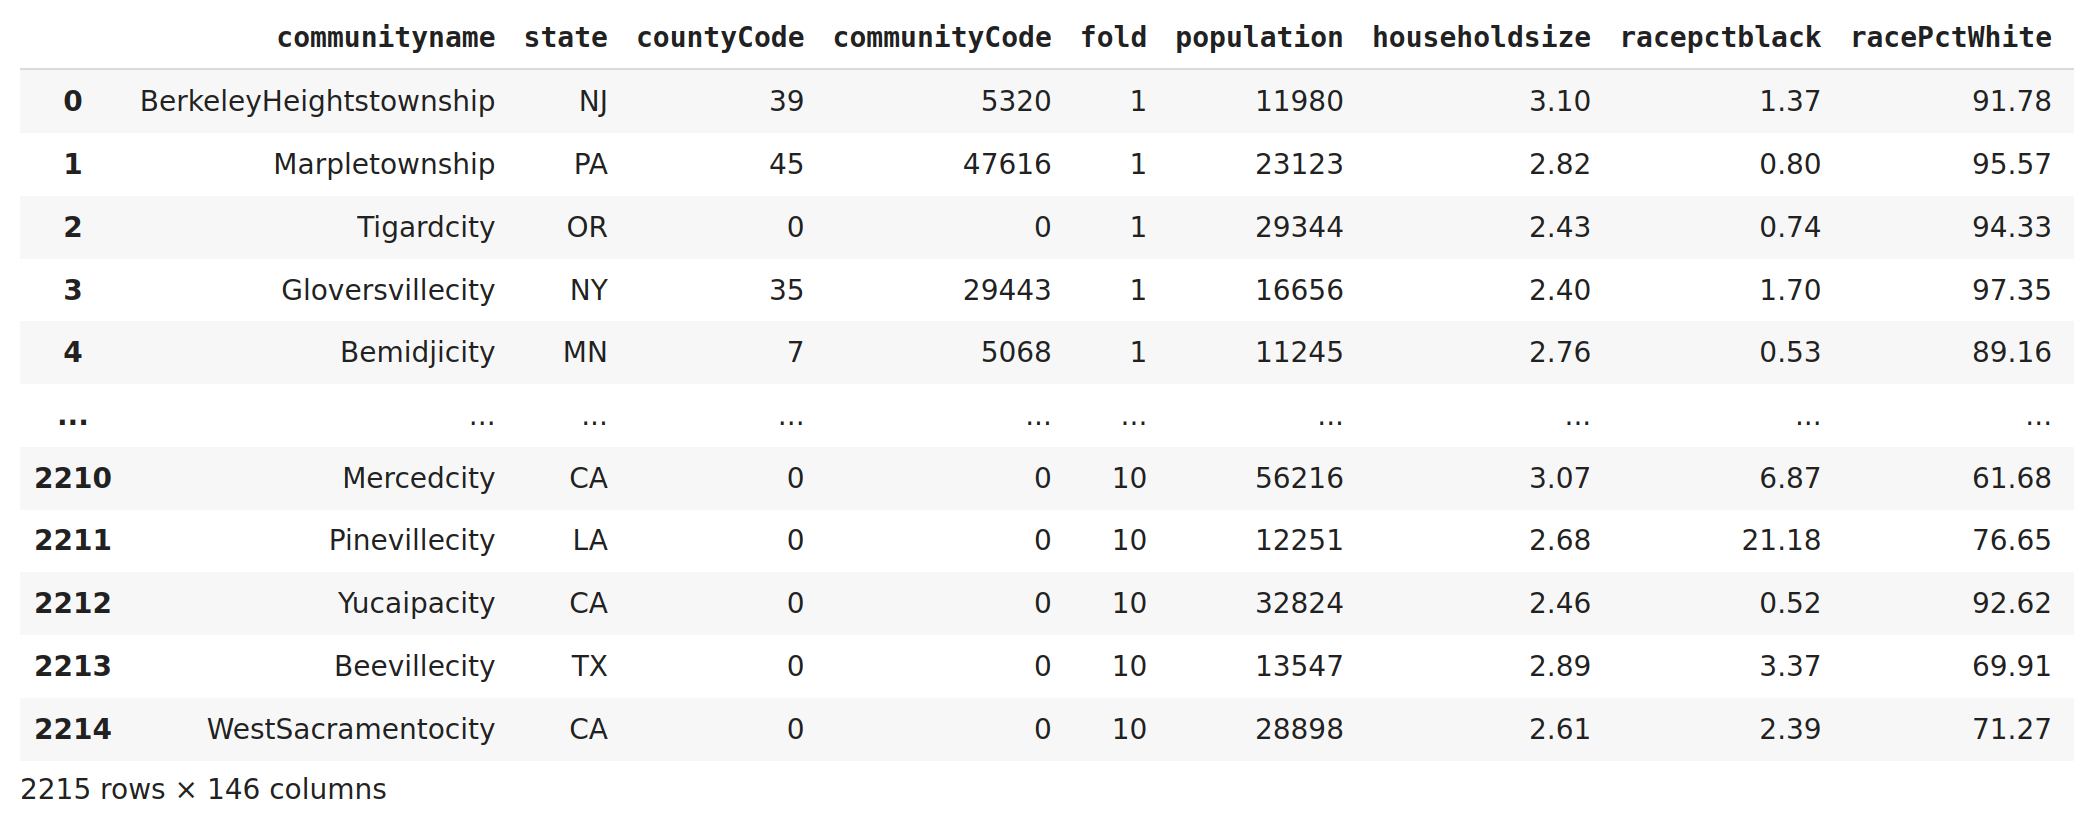 communityname state countyCode communityCode fold population householdsize racepctblack racePctWhite
0 BerkeleyHeightstownship NJ 39 5320 1 11980 3.10 1.37 91.78
1 Marpletownship PA 45 47616 1 23123 2.82 0.80 95.57
2 Tigardcity OR 0 0 1 29344 2.43 0.74 94.33
3 Gloversvillecity NY 35 29443 1 16656 2.40 1.70 97.35
4 Bemidjicity MN 7 5068 1 11245 2.76 0.53 89.16
... ... ... ... ... ... ... ... ... ...
2210 Mercedcity CA 0 0 10 56216 3.07 6.87 61.68
2211 Pinevillecity LA 0 0 10 12251 2.68 21.18 76.65
2212 Yucaipacity CA 0 0 10 32824 2.46 0.52 92.62
2213 Beevillecity TX 0 0 10 13547 2.89 3.37 69.91
2214 WestSacramentocity CA 0 0 10 28898 2.61 2.39 71.27
2215 rows × 146 columns